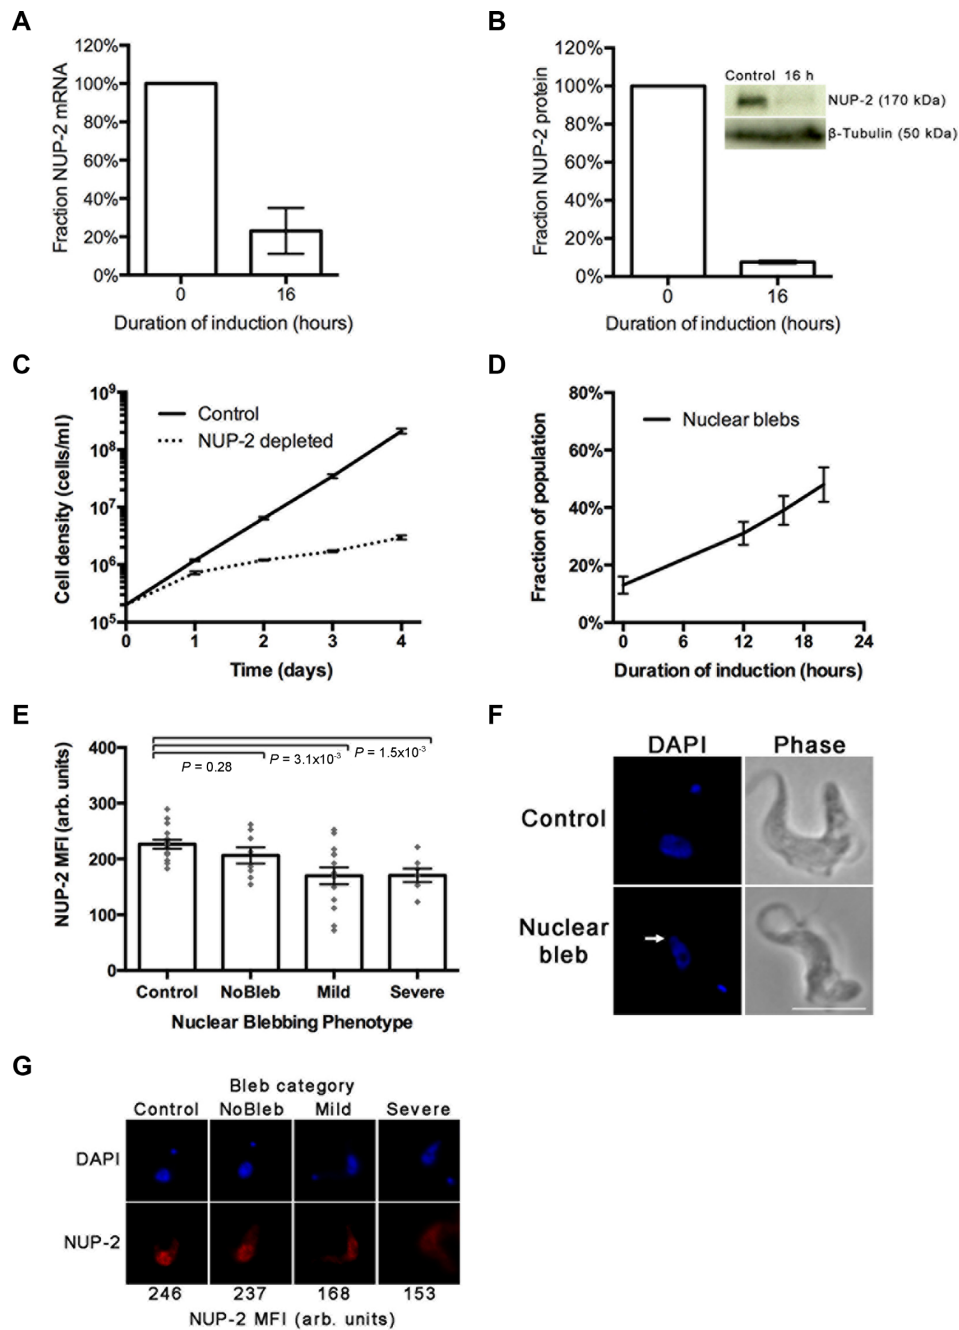 A
120%
100%
80%
60%
40%
20%
0%
Fraction NUP-2 mRNA
0
16
Duration of induction (hours)
B
120%
100%
80%
60%
40%
20%
0%
Fraction NUP-2 protein
0
16
Duration of induction (hours)
Control 16 h
NUP-2 (170 kDa)
β-Tubulin (50 kDa)
C
10⁹
10⁸
10⁷
10⁶
10⁵
Cell density (cells/ml)
Control
NUP-2 depleted
0 1 2 3 4
Time (days)
D
80%
60%
40%
20%
0%
Fraction of population
Nuclear blebs
0 6 12 18 24
Duration of induction (hours)
E
400
300
200
100
0
NUP-2 MFI (arb. units)
P = 0.28
P = 3.1x10⁻³
P = 1.5x10⁻³
Control NoBleb Mild Severe
Nuclear Blebbing Phenotype
F
DAPI Phase
Control
Nuclear
bleb
G
Bleb category
Control NoBleb Mild Severe
DAPI
NUP-2
246 237 168 153
NUP-2 MFI (arb. units)